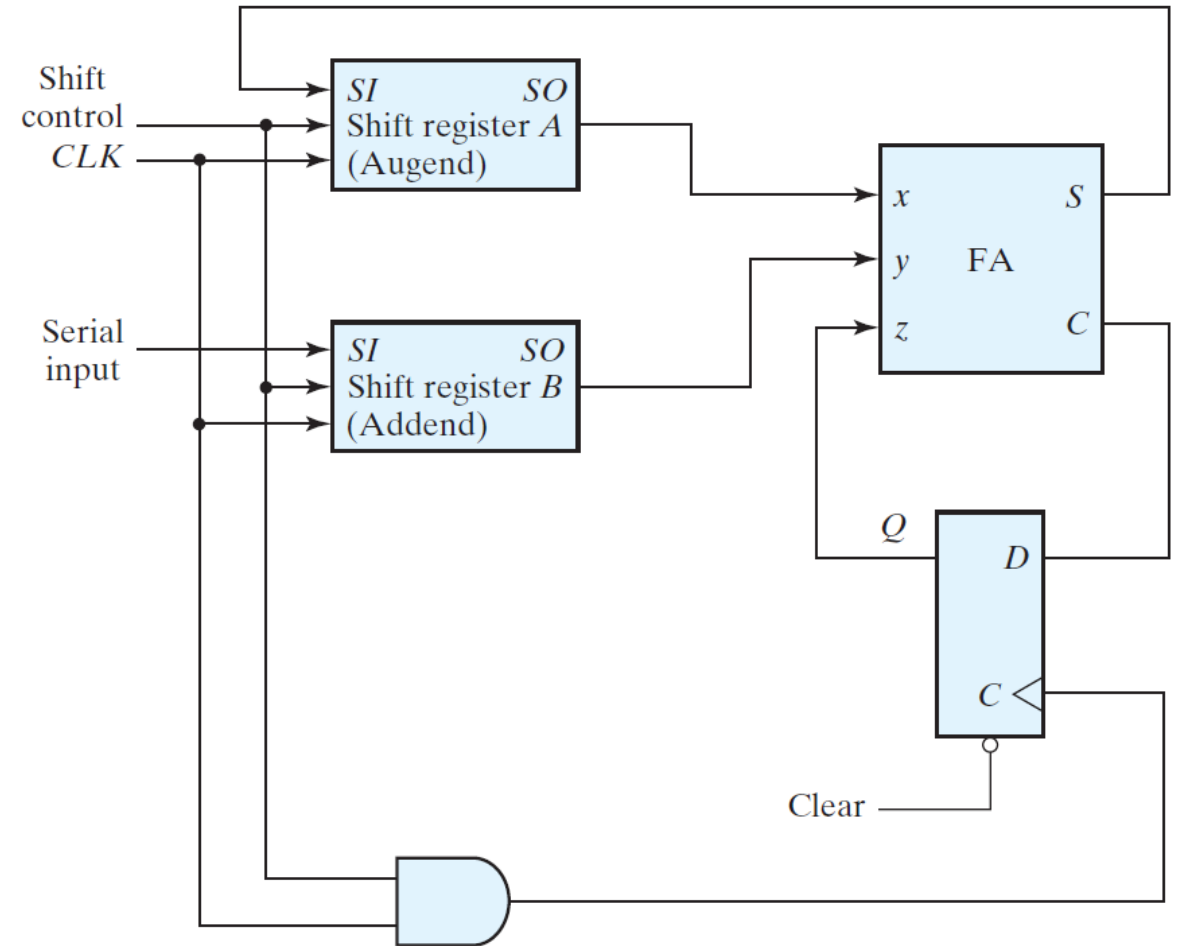 Shift
control
CLK
SI SO
Shift register A
(Augend)
x S
y FA
z C
Serial
input
SI SO
Shift register B
(Addend)
Q
D
C
Clear